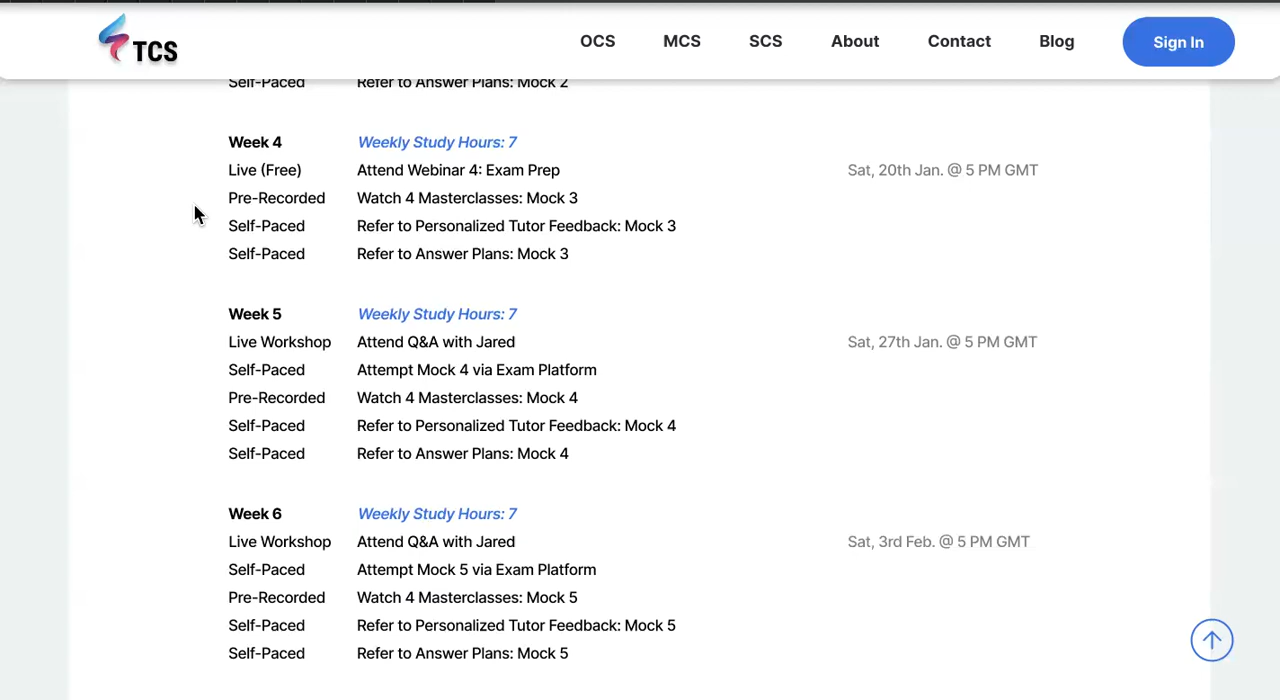 TCS OCS MCS SCS About Contact Blog Sign In
Self-Paced Refer to Answer Plans: Mock 2
Week 4 Weekly Study Hours: 7
Live (Free) Attend Webinar 4: Exam Prep Sat, 20th Jan. @ 5 PM GMT
Pre-Recorded Watch 4 Masterclasses: Mock 3
Self-Paced Refer to Personalized Tutor Feedback: Mock 3
Self-Paced Refer to Answer Plans: Mock 3
Week 5 Weekly Study Hours: 7
Live Workshop Attend Q&A with Jared Sat, 27th Jan. @ 5 PM GMT
Self-Paced Attempt Mock 4 via Exam Platform
Pre-Recorded Watch 4 Masterclasses: Mock 4
Self-Paced Refer to Personalized Tutor Feedback: Mock 4
Self-Paced Refer to Answer Plans: Mock 4
Week 6 Weekly Study Hours: 7
Live Workshop Attend Q&A with Jared Sat, 3rd Feb. @ 5 PM GMT
Self-Paced Attempt Mock 5 via Exam Platform
Pre-Recorded Watch 4 Masterclasses: Mock 5
Self-Paced Refer to Personalized Tutor Feedback: Mock 5
Self-Paced Refer to Answer Plans: Mock 5